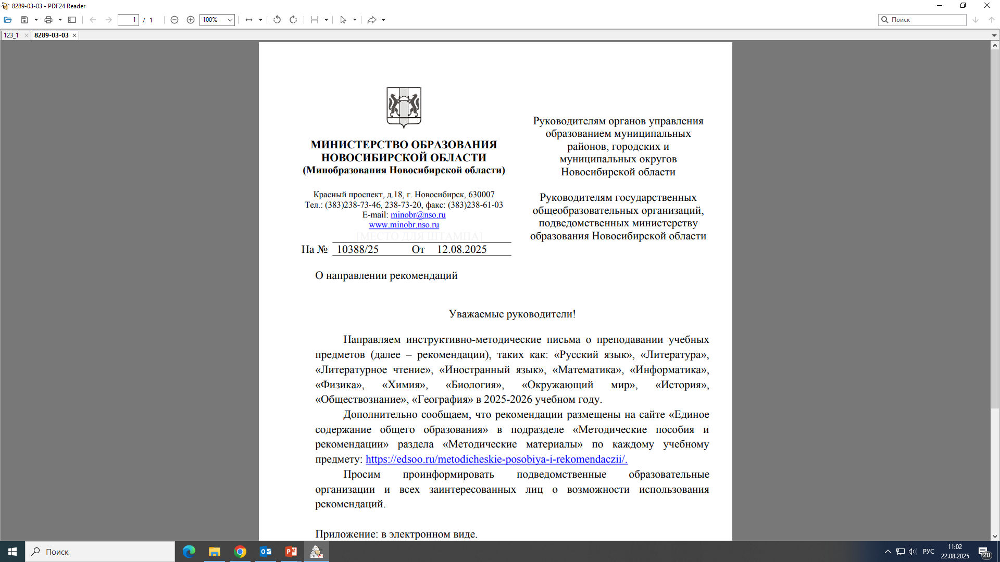 8289-03-03 - PDF24 Reader
1 / 1
100%
Поиск
123_1
8289-03-03
МИНИСТЕРСТВО ОБРАЗОВАНИЯ
НОВОСИБИРСКОЙ ОБЛАСТИ
(Минобразования Новосибирской области)
Красный проспект, д.18, г. Новосибирск, 630007
Тел.: (383)238-73-46, 238-73-20, факс: (383)238-61-03
E-mail: minobr@nso.ru
www.minobr.nso.ru
[МЕСТО ДЛЯ ШТАМПА]
На № 10388/25 От 12.08.2025
Руководителям органов управления
образованием муниципальных
районов, городских и
муниципальных округов
Новосибирской области
Руководителям государственных
общеобразовательных организаций,
подведомственных министерству
образования Новосибирской области
О направлении рекомендаций
Уважаемые руководители!
Направляем инструктивно-методические письма о преподавании учебных
предметов (далее – рекомендации), таких как: «Русский язык», «Литература»,
«Литературное чтение», «Иностранный язык», «Математика», «Информатика»,
«Физика», «Химия», «Биология», «Окружающий мир», «История»,
«Обществознание», «География» в 2025-2026 учебном году.
Дополнительно сообщаем, что рекомендации размещены на сайте «Единое
содержание общего образования» в подразделе «Методические пособия и
рекомендации» раздела «Методические материалы» по каждому учебному
предмету: https://edsoo.ru/metodicheskie-posobiya-i-rekomendaczii/.
Просим проинформировать подведомственные образовательные
организации и всех заинтересованных лиц о возможности использования
рекомендаций.
Приложение: в электронном виде.
Поиск
РУС
11:02
22.08.2025
20